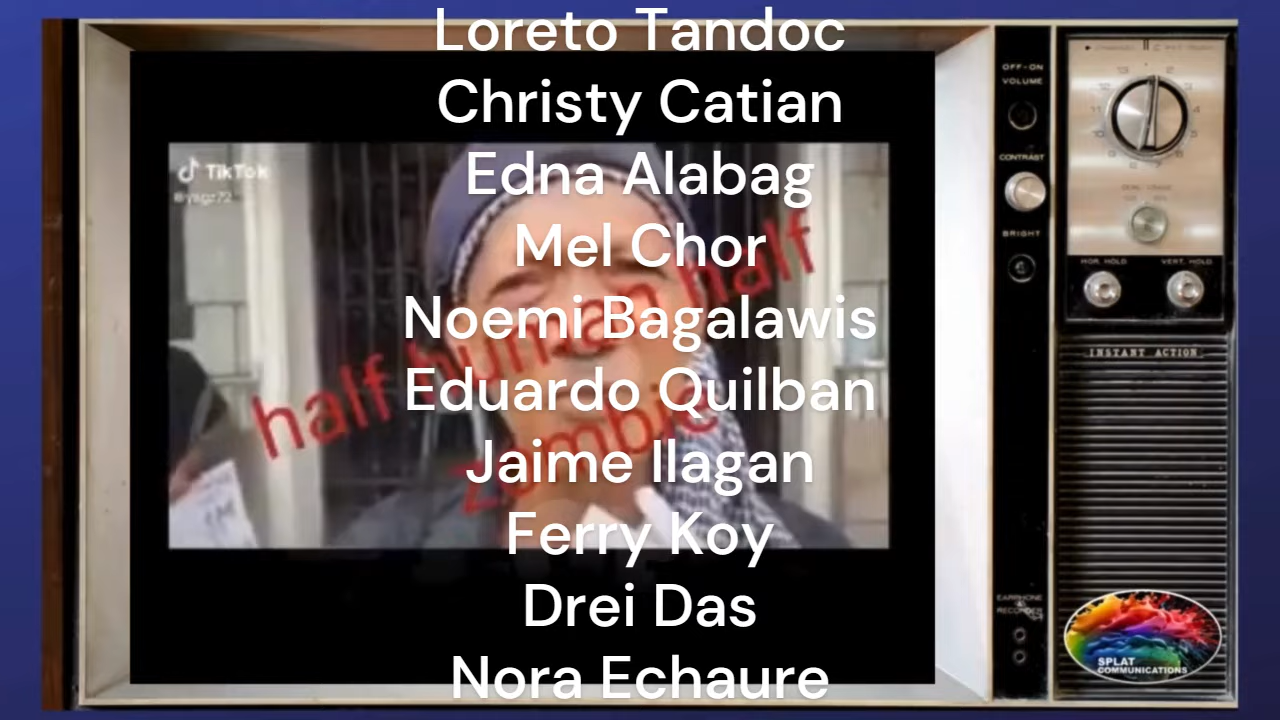 Loreto Tandoc
Christy Catian
Edna Alabag
Mel Chor
Noemi Bagalawis
Eduardo Quilban
Jaime Ilagan
Ferry Koy
Drei Das
Nora Echaure
TikTok
half human half
zombie
OFF-ON
VOLUME
CONTRAST
BRIGHT
HOR. HOLD
VERT. HOLD
INSTANT ACTION
EARPHONE
RECORDER
SPLAT
COMMUNICATIONS